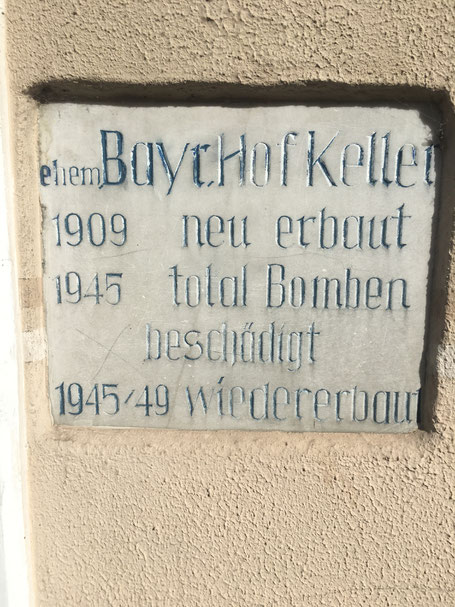 ehem. Bayr. Hof Keller
1909 neu erbaut
1945 total Bomben
beschädigt
1945/49 wiedererbaut